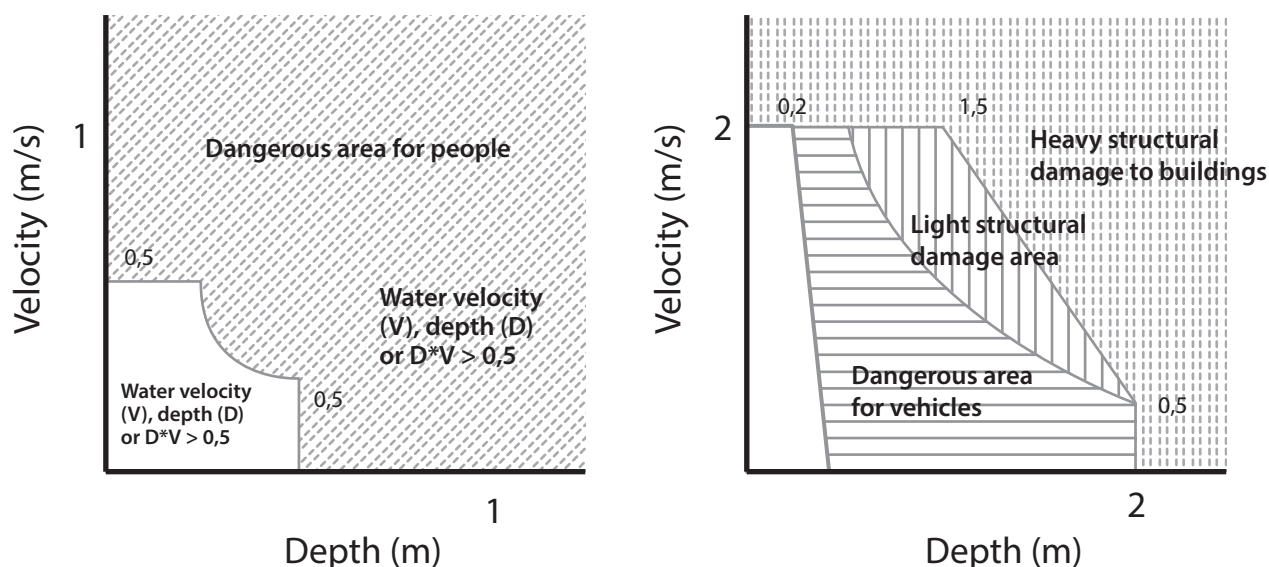 Velocity (m/s)
1
0,5
Dangerous area for people
Water velocity
(V), depth (D)
or D*V > 0,5
Water velocity
(V), depth (D)
or D*V > 0,5
0,5
1
Depth (m)
Velocity (m/s)
2
0,2
1,5
Heavy structural
damage to buildings
Light structural
damage area
Dangerous area
for vehicles
0,5
2
Depth (m)